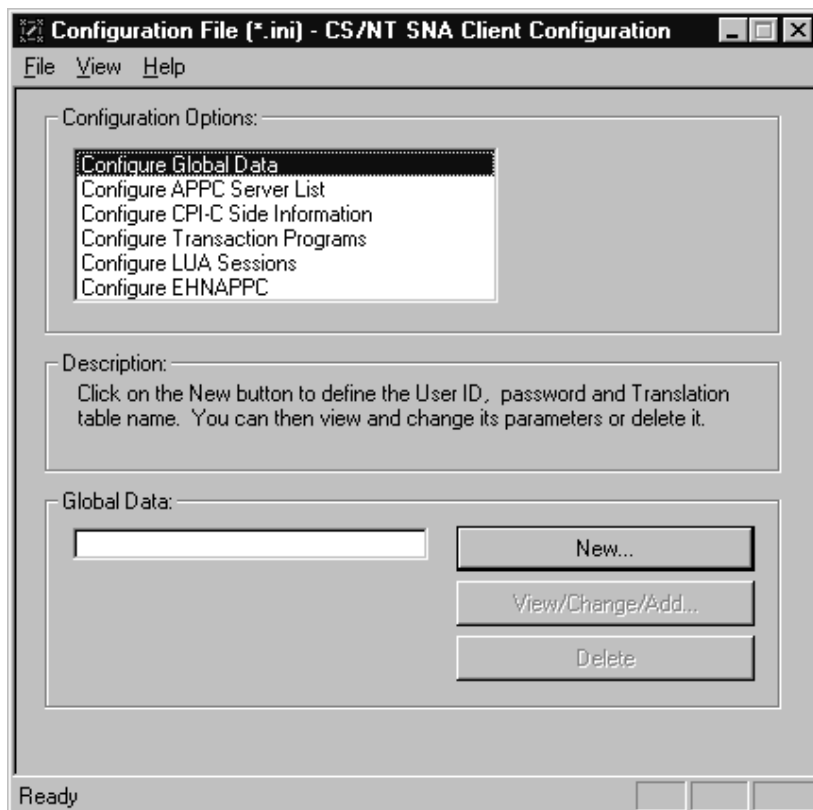 Configuration File (*.ini) - CS/NT SNA Client Configuration
File View Help
Configuration Options:
Configure Global Data
Configure APPC Server List
Configure CPI-C Side Information
Configure Transaction Programs
Configure LUA Sessions
Configure EHNAPPC
Description:
Click on the New button to define the User ID, password and Translation
table name. You can then view and change its parameters or delete it.
Global Data:
New...
View/Change/Add...
Delete
Ready